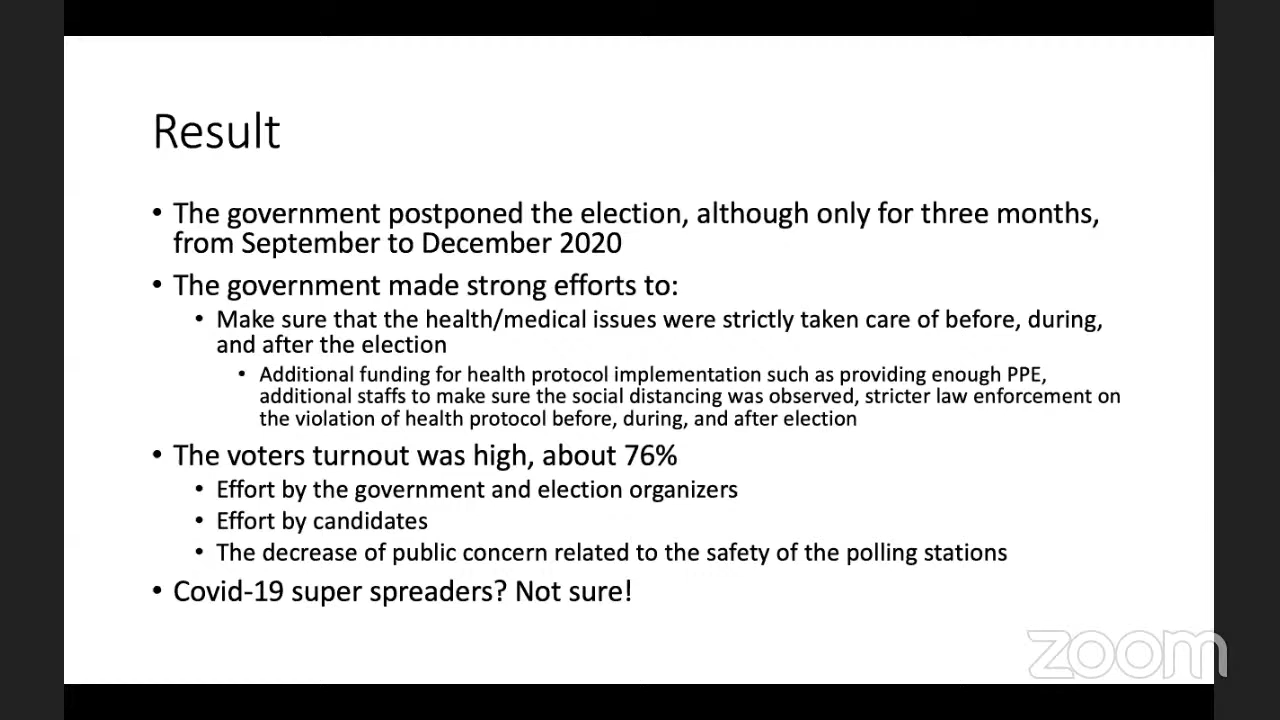 Result
• The government postponed the election, although only for three months,
from September to December 2020
• The government made strong efforts to:
• Make sure that the health/medical issues were strictly taken care of before, during,
and after the election
• Additional funding for health protocol implementation such as providing enough PPE,
additional staffs to make sure the social distancing was observed, stricter law enforcement on
the violation of health protocol before, during, and after election
• The voters turnout was high, about 76%
• Effort by the government and election organizers
• Effort by candidates
• The decrease of public concern related to the safety of the polling stations
• Covid-19 super spreaders? Not sure!
zoom